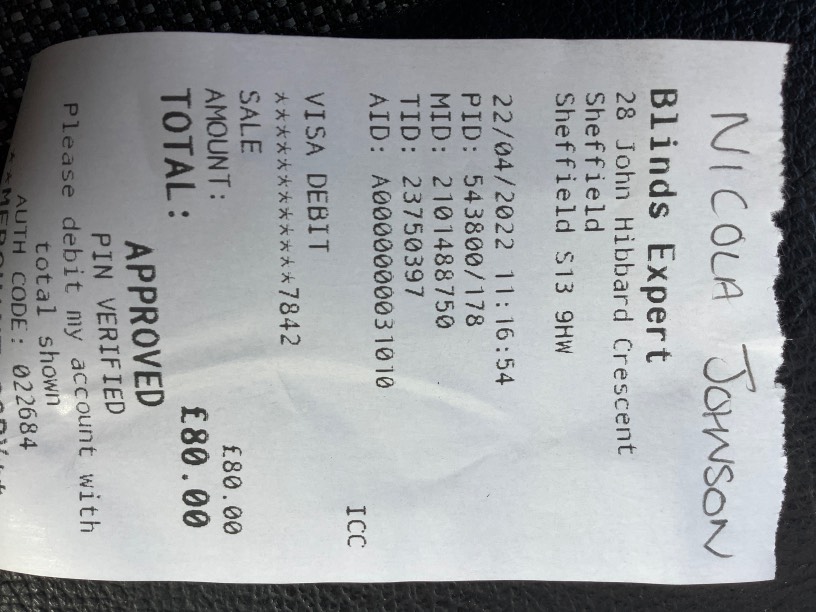 NICOLA JOHNSON
Blinds Expert
28 John Hibbard Crescent
Sheffield
Sheffield S13 9HW
22/04/2022 11:16:54
PID: 543800/178
MID: 2101488750
TID: 23750397
AID: A0000000031010
ICC
VISA DEBIT
************7842
SALE
AMOUNT: £80.00
TOTAL: £80.00
APPROVED
PIN VERIFIED
Please debit my account with
total shown
AUTH CODE: 022684